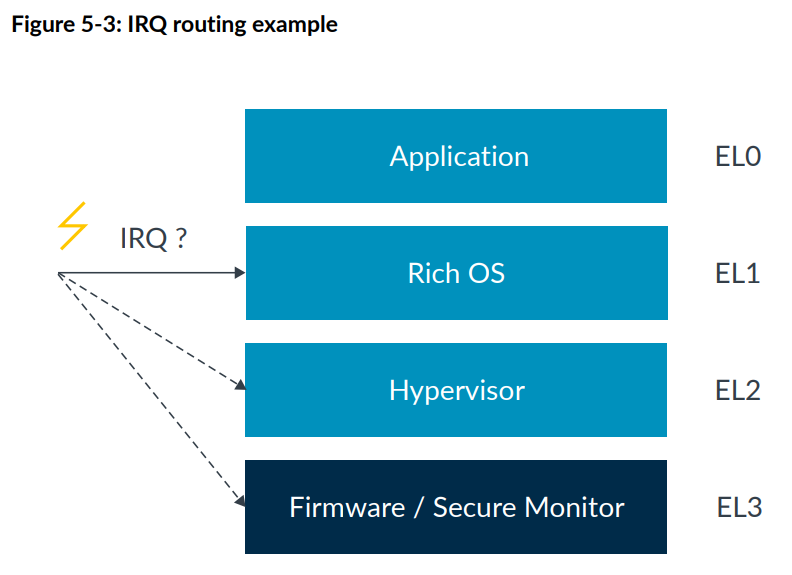 Figure 5-3: IRQ routing example
Application EL0
IRQ ?
Rich OS EL1
Hypervisor EL2
Firmware / Secure Monitor EL3